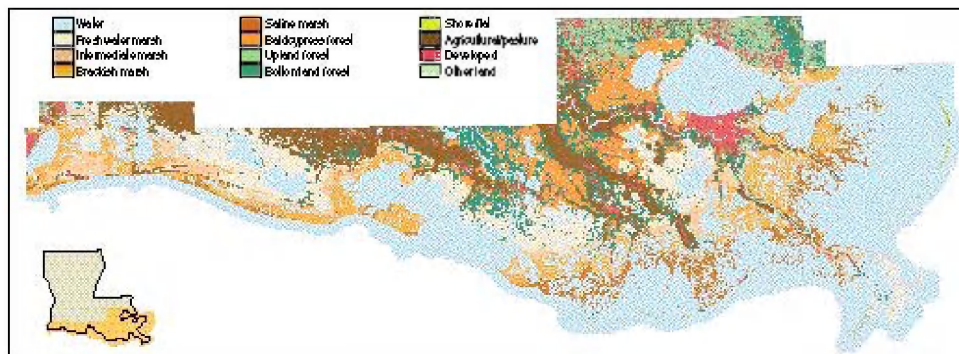 Water
Freshwater marsh
Intermediate marsh
Brackish marsh
Saline marsh
Baldcypress forest
Upland forest
Bottomland forest
Shore/flat
Agricultural/pasture
Developed
Other land